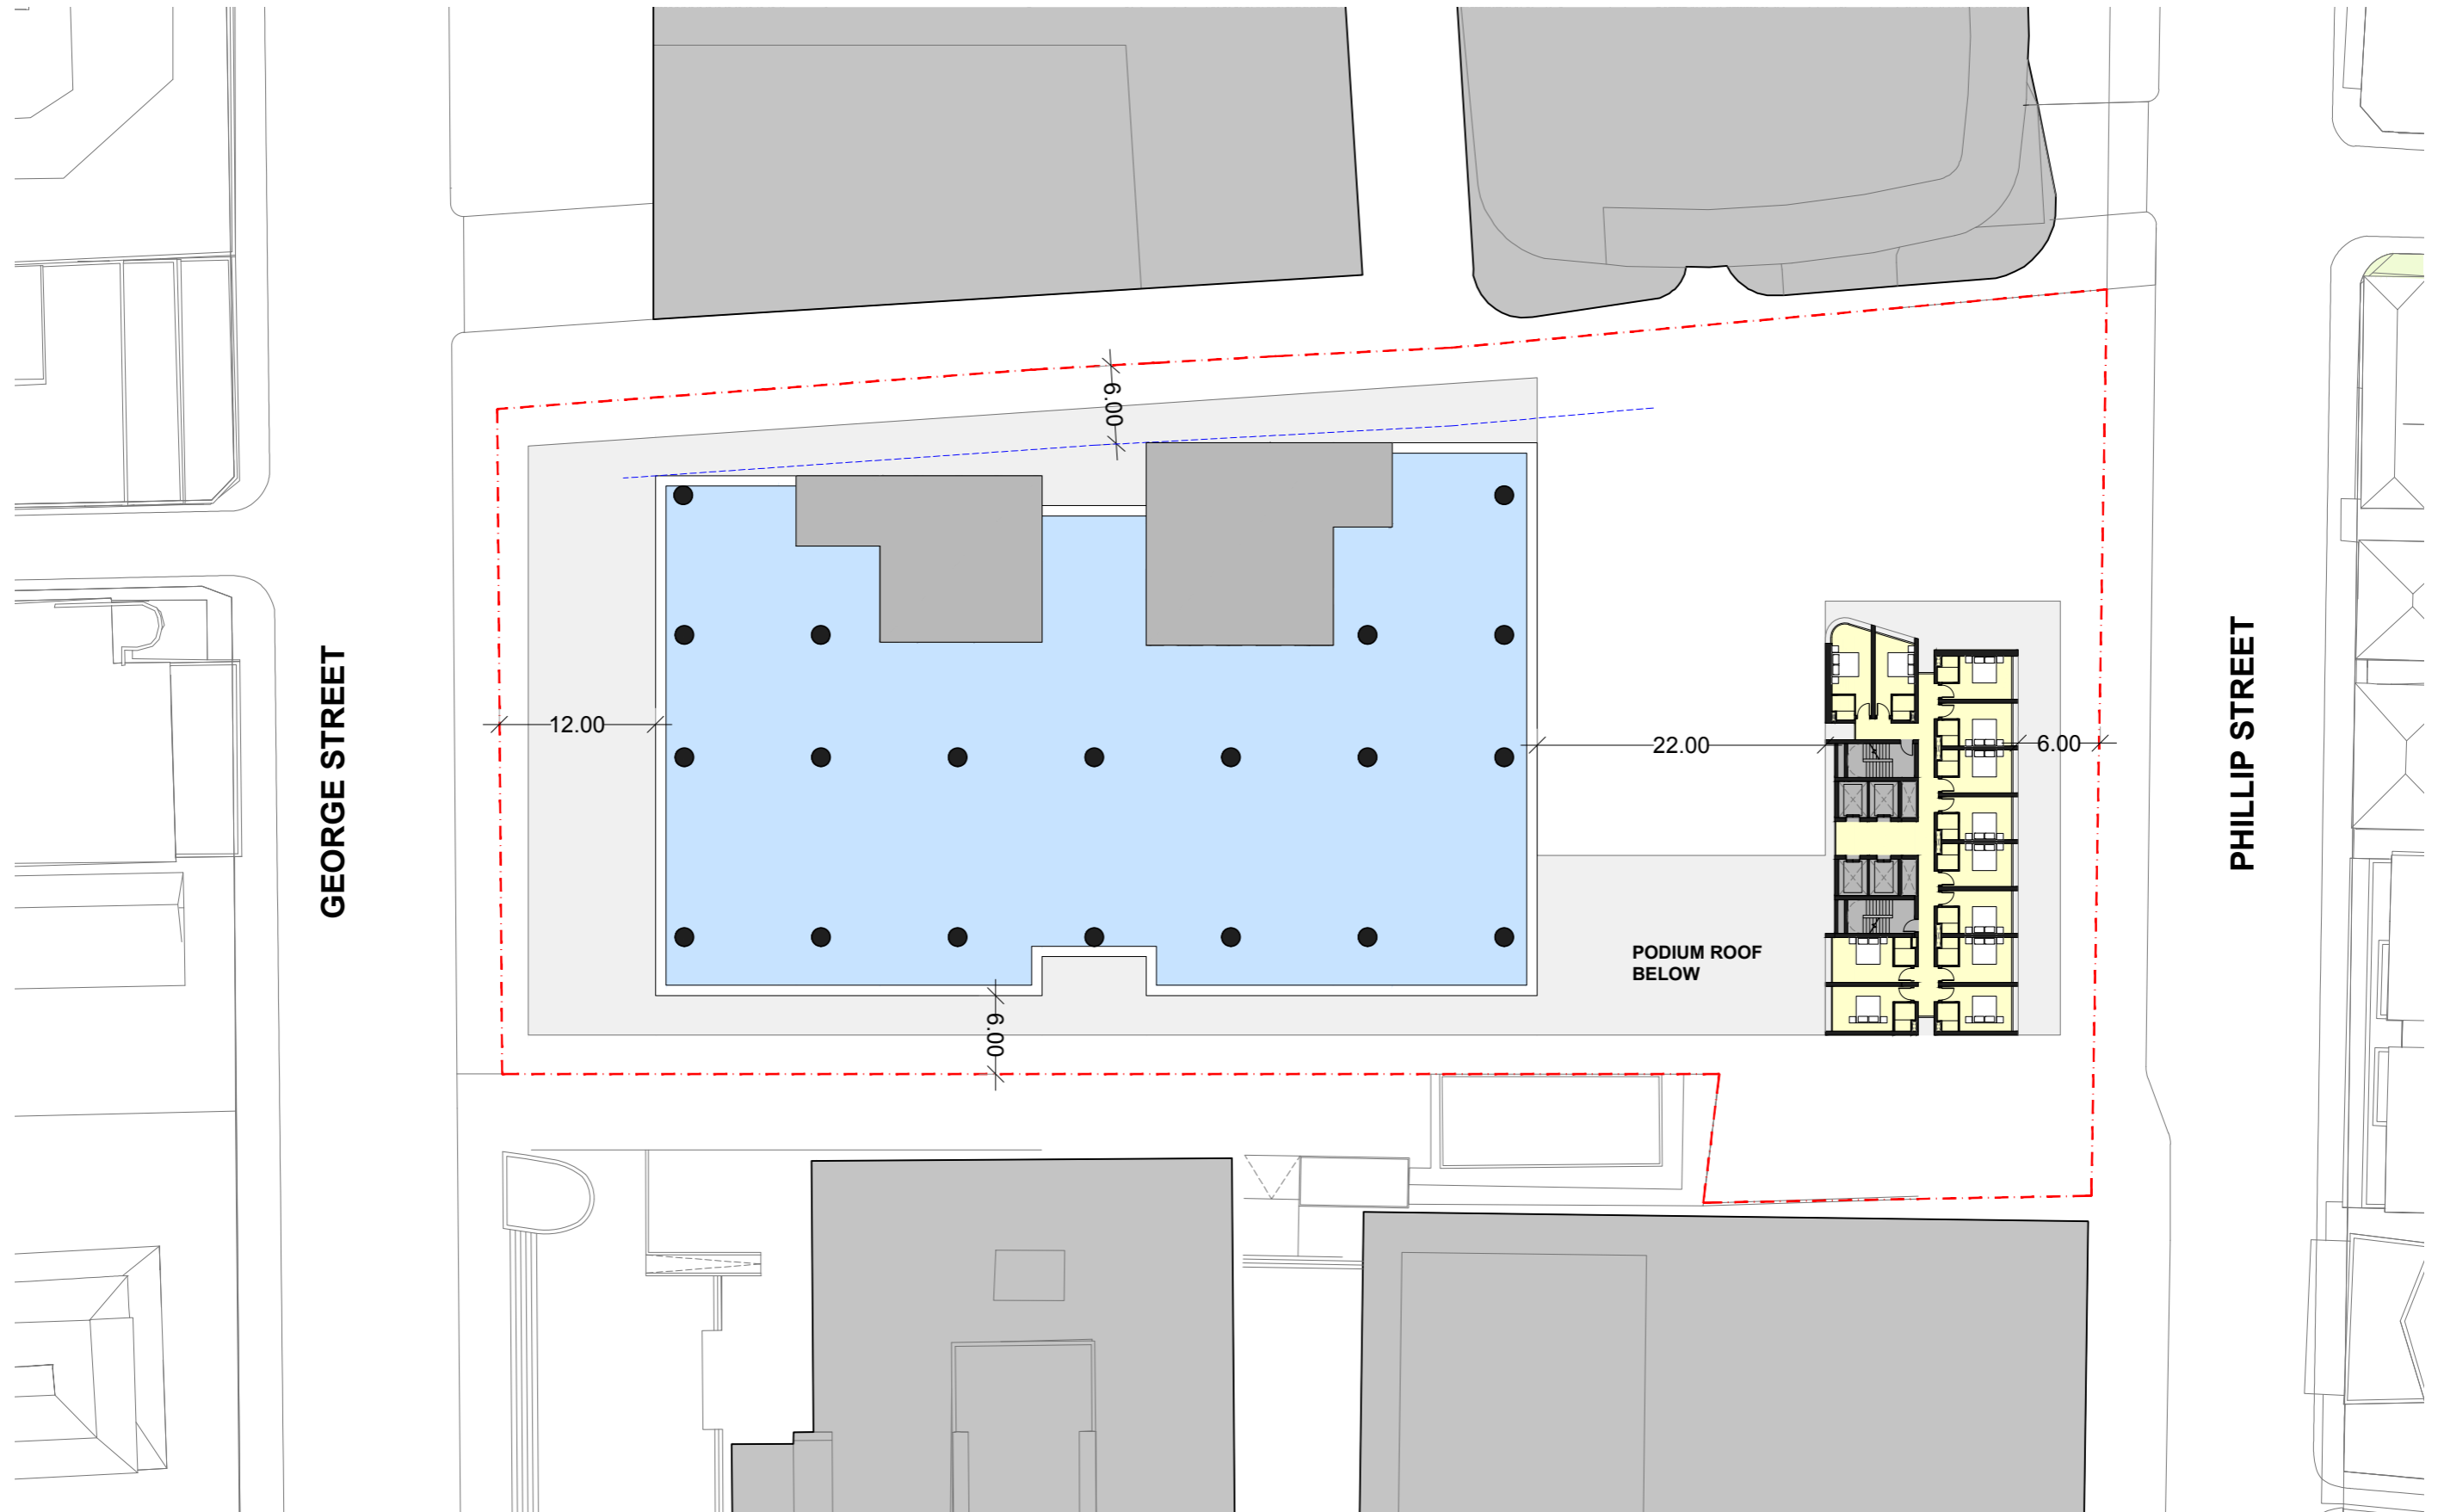 6.00
GEORGE STREET
12.00
22.00
6.00
PHILLIP STREET
PODIUM ROOF
BELOW
6.00